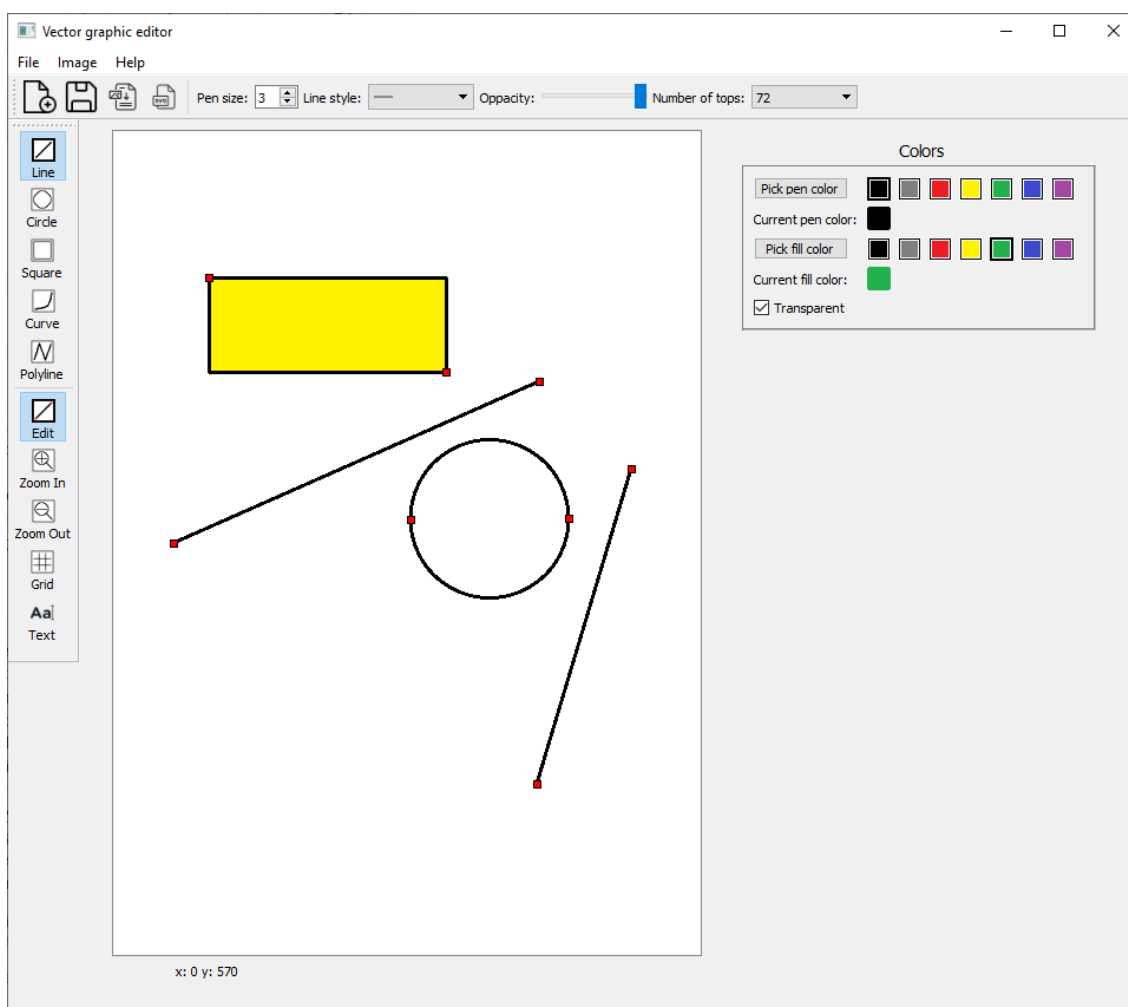 Vector graphic editor
File Image Help
SVG Pen size: 3 Line style: Oppacity: Number of tops: 72
Line
Circle
Square
Curve
Polyline
Edit
Zoom In
Zoom Out
Grid
Aa
Text
Colors
Pick pen color
Current pen color:
Pick fill color
Current fill color:
Transparent
x: 0 y: 570